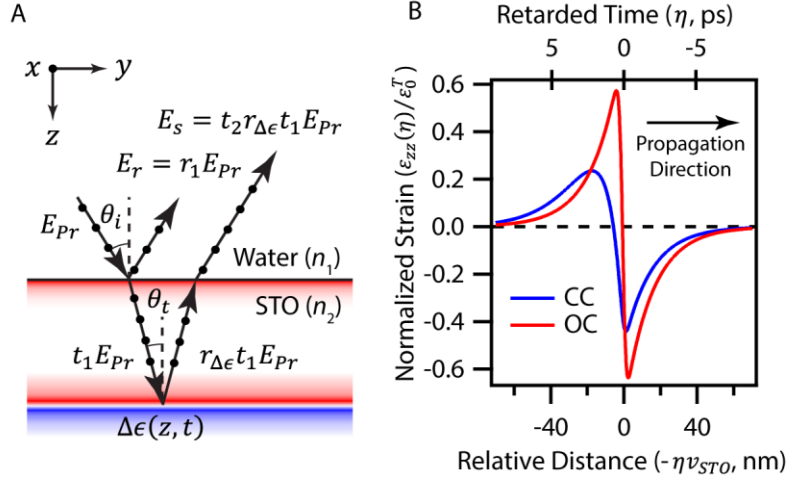 A
x
y
z
E_s = t_2 r_{Δϵ} t_1 E_{Pr}
E_r = r_1 E_{Pr}
θ_i
E_{Pr}
Water (n_1)
STO (n_2)
θ_t
t_1 E_{Pr}
r_{Δϵ} t_1 E_{Pr}
Δϵ(z, t)
B
Retarded Time (η, ps)
5 0 -5
Normalized Strain (ε_{zz}(η)/ε_0^T)
0.6
0.4
0.2
0.0
-0.2
-0.4
-0.6
Propagation
Direction
CC
OC
-40 0 40
Relative Distance (-ηv_{STO}, nm)